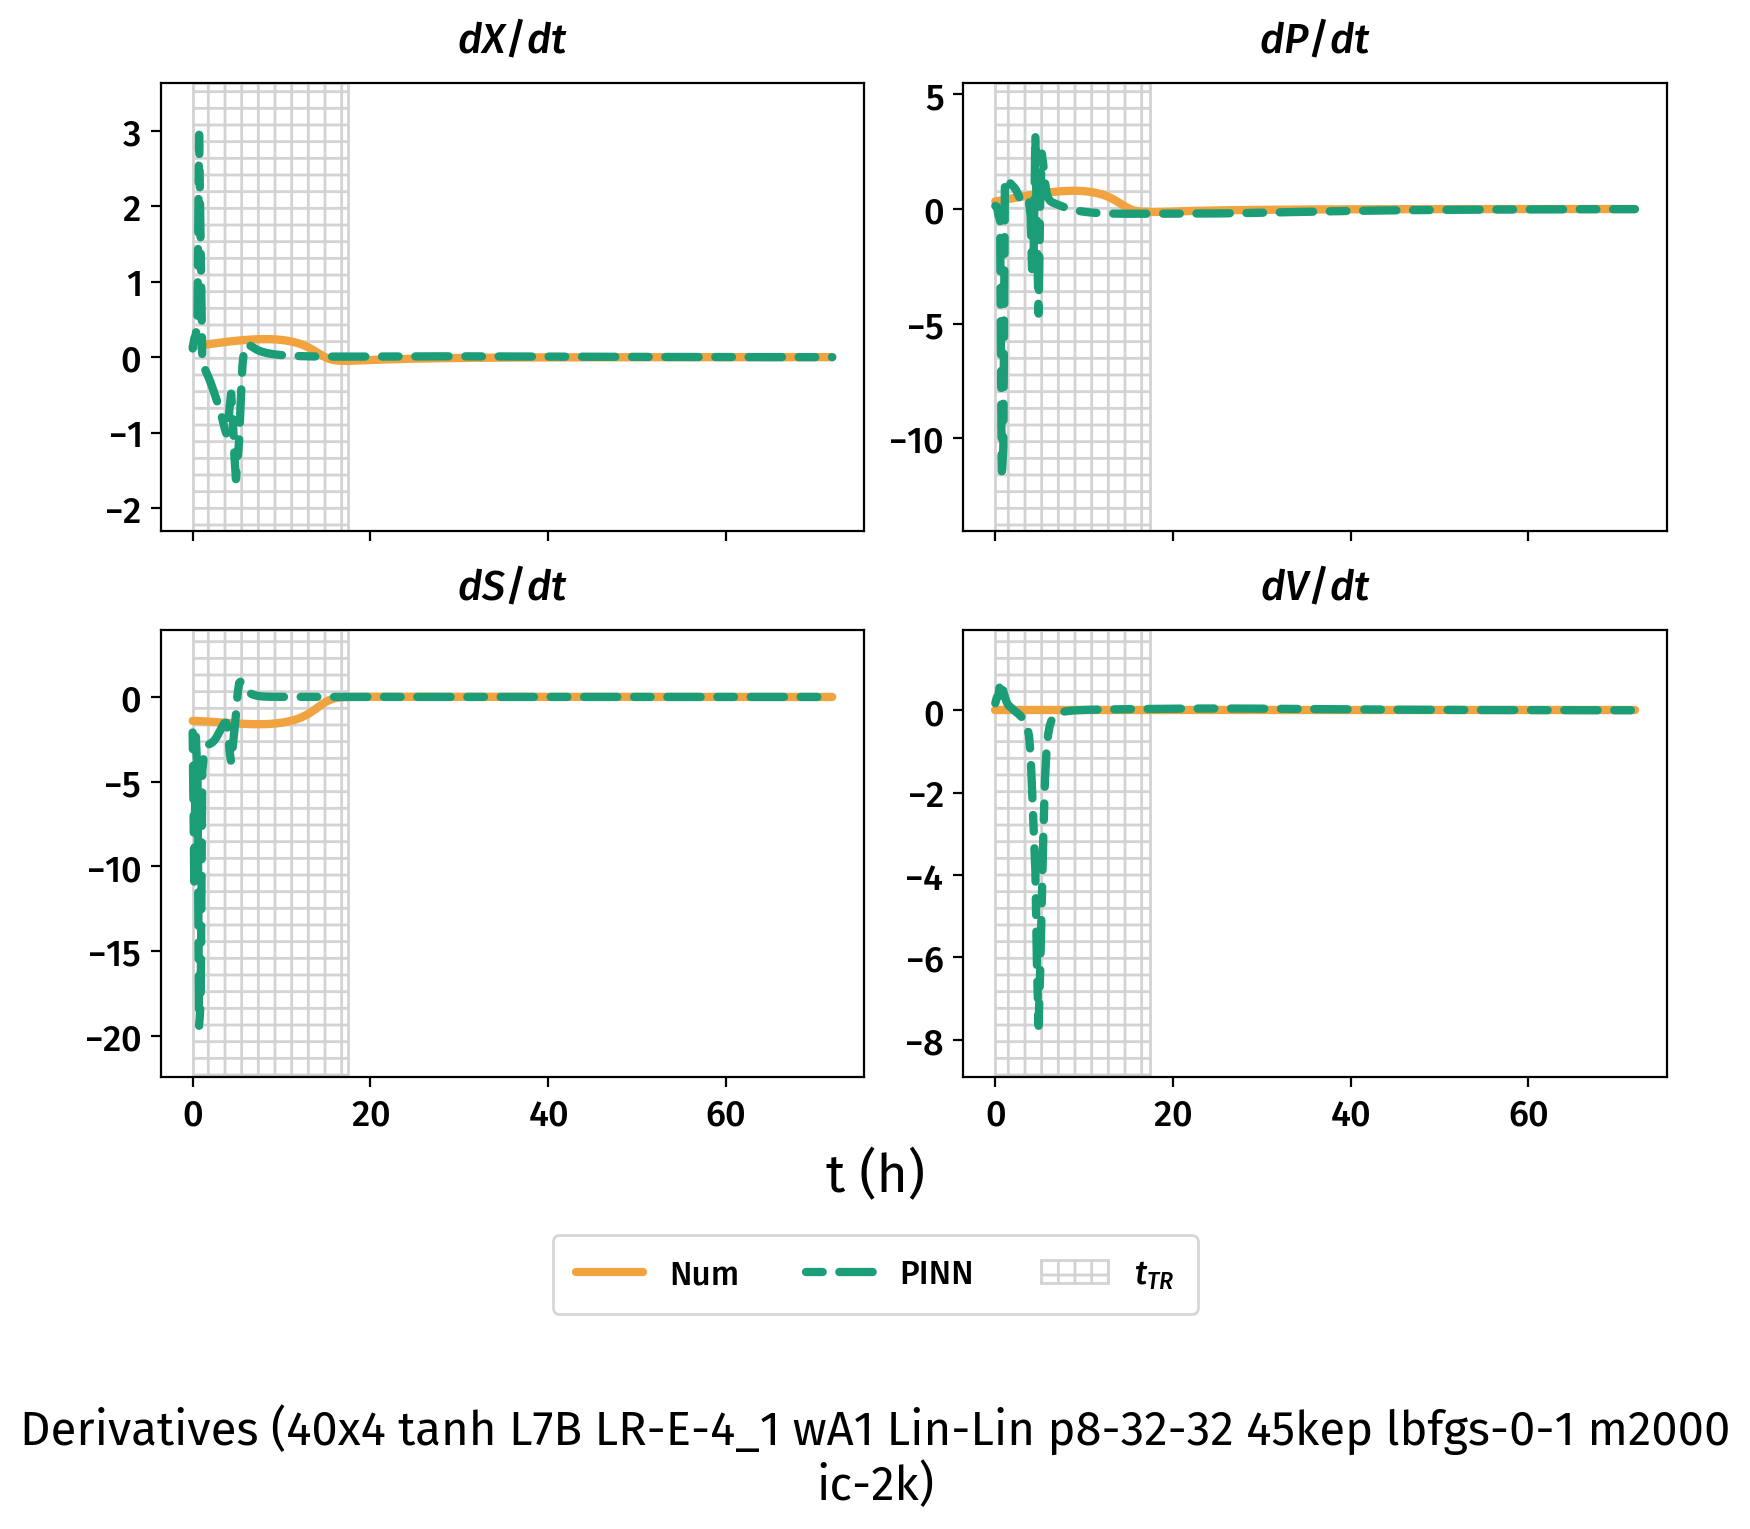 dX/dt
dP/dt
3
2
1
0
−1
−2
5
0
−5
−10
dS/dt
dV/dt
0
−5
−10
−15
−20
0
−2
−4
−6
−8
0 20 40 60
0 20 40 60
t (h)
Num PINN tTR
Derivatives (40x4 tanh L7B LR-E-4_1 wA1 Lin-Lin p8-32-32 45kep lbfgs-0-1 m2000
ic-2k)